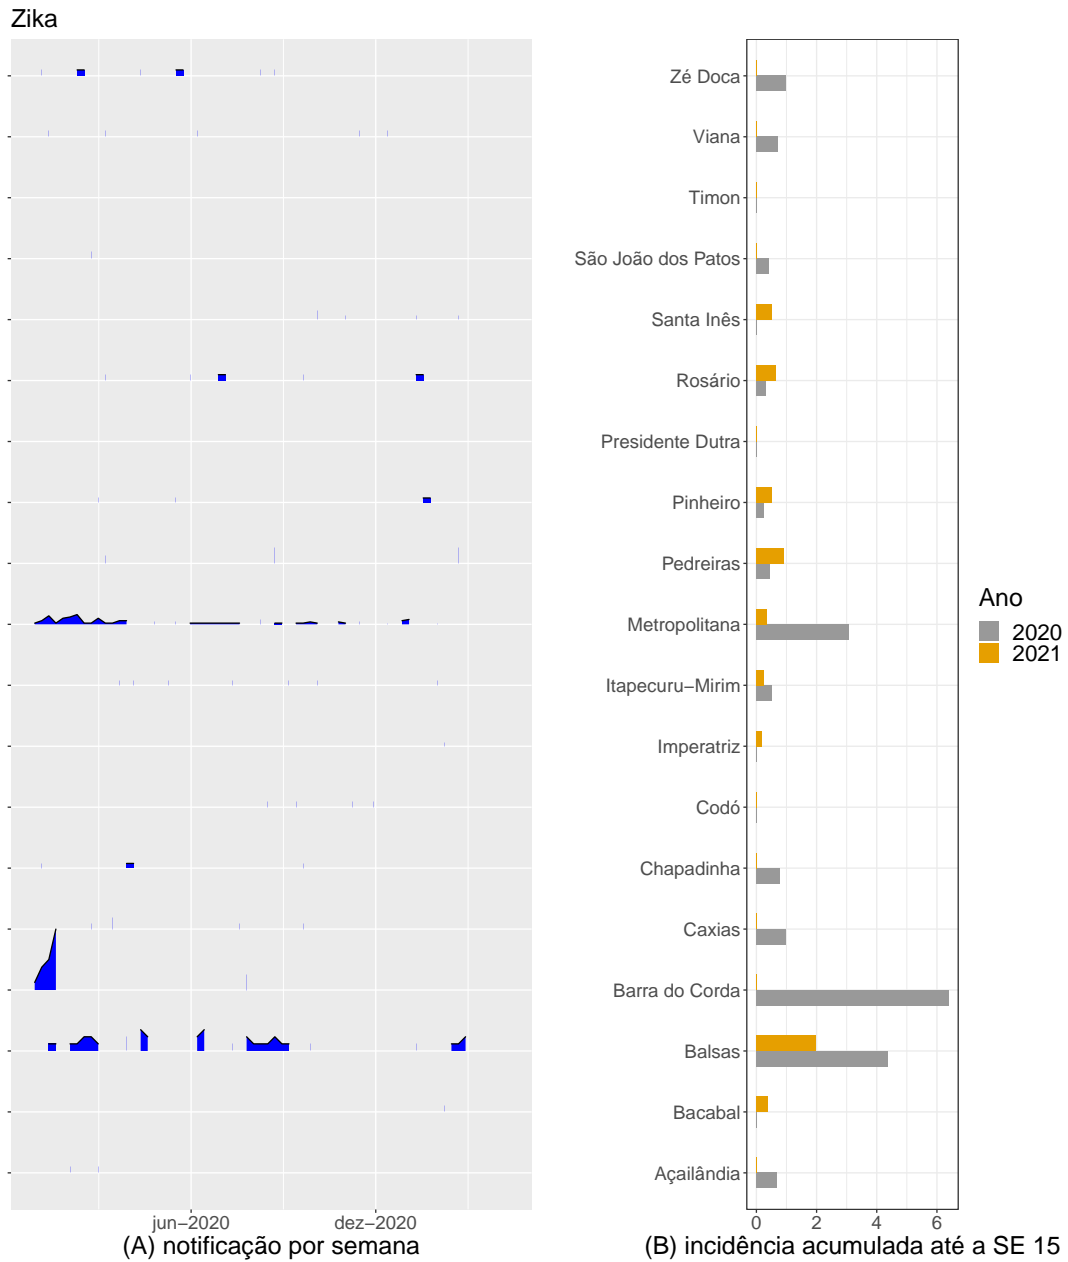 Zika
Zé Doca
Viana
Timon
São João dos Patos
Santa Inês
Rosário
Presidente Dutra
Pinheiro
Pedreiras
Metropolitana
Itapecuru−Mirim
Imperatriz
Codó
Chapadinha
Caxias
Barra do Corda
Balsas
Bacabal
Açailândia
jun−2020 dez−2020
(A) notificação por semana
0 2 4 6
(B) incidência acumulada até a SE 15
Ano
2020
2021